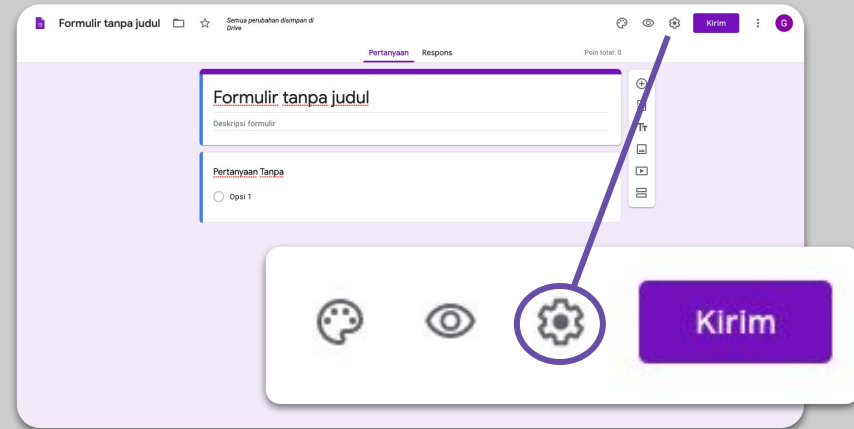 Formulir tanpa judul
Semua perubahan disimpan di
Drive
Kirim
G
Pertanyaan Respons
Poin total: 0
Formulir tanpa judul
Deskripsi formulir
Tт
Pertanyaan Tanpa
Opsi 1
Kirim